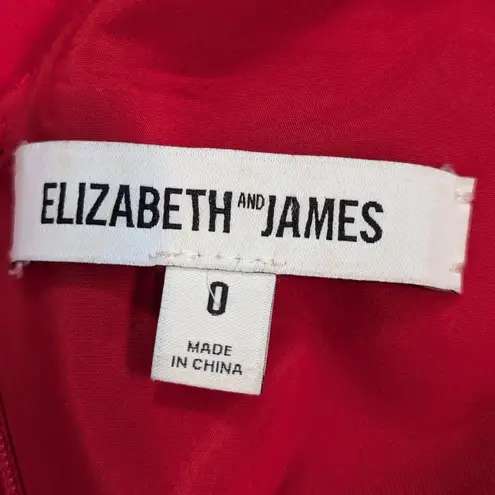 ELIZABETH AND JAMES
0
MADE
IN CHINA